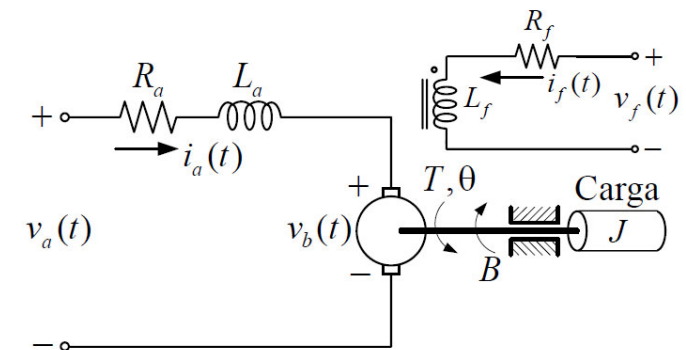 R_f
+
i_f(t)
L_f
v_f(t)
−
R_a
L_a
+
i_a(t)
v_a(t)
−
+
v_b(t)
−
T,θ
B
Carga
J